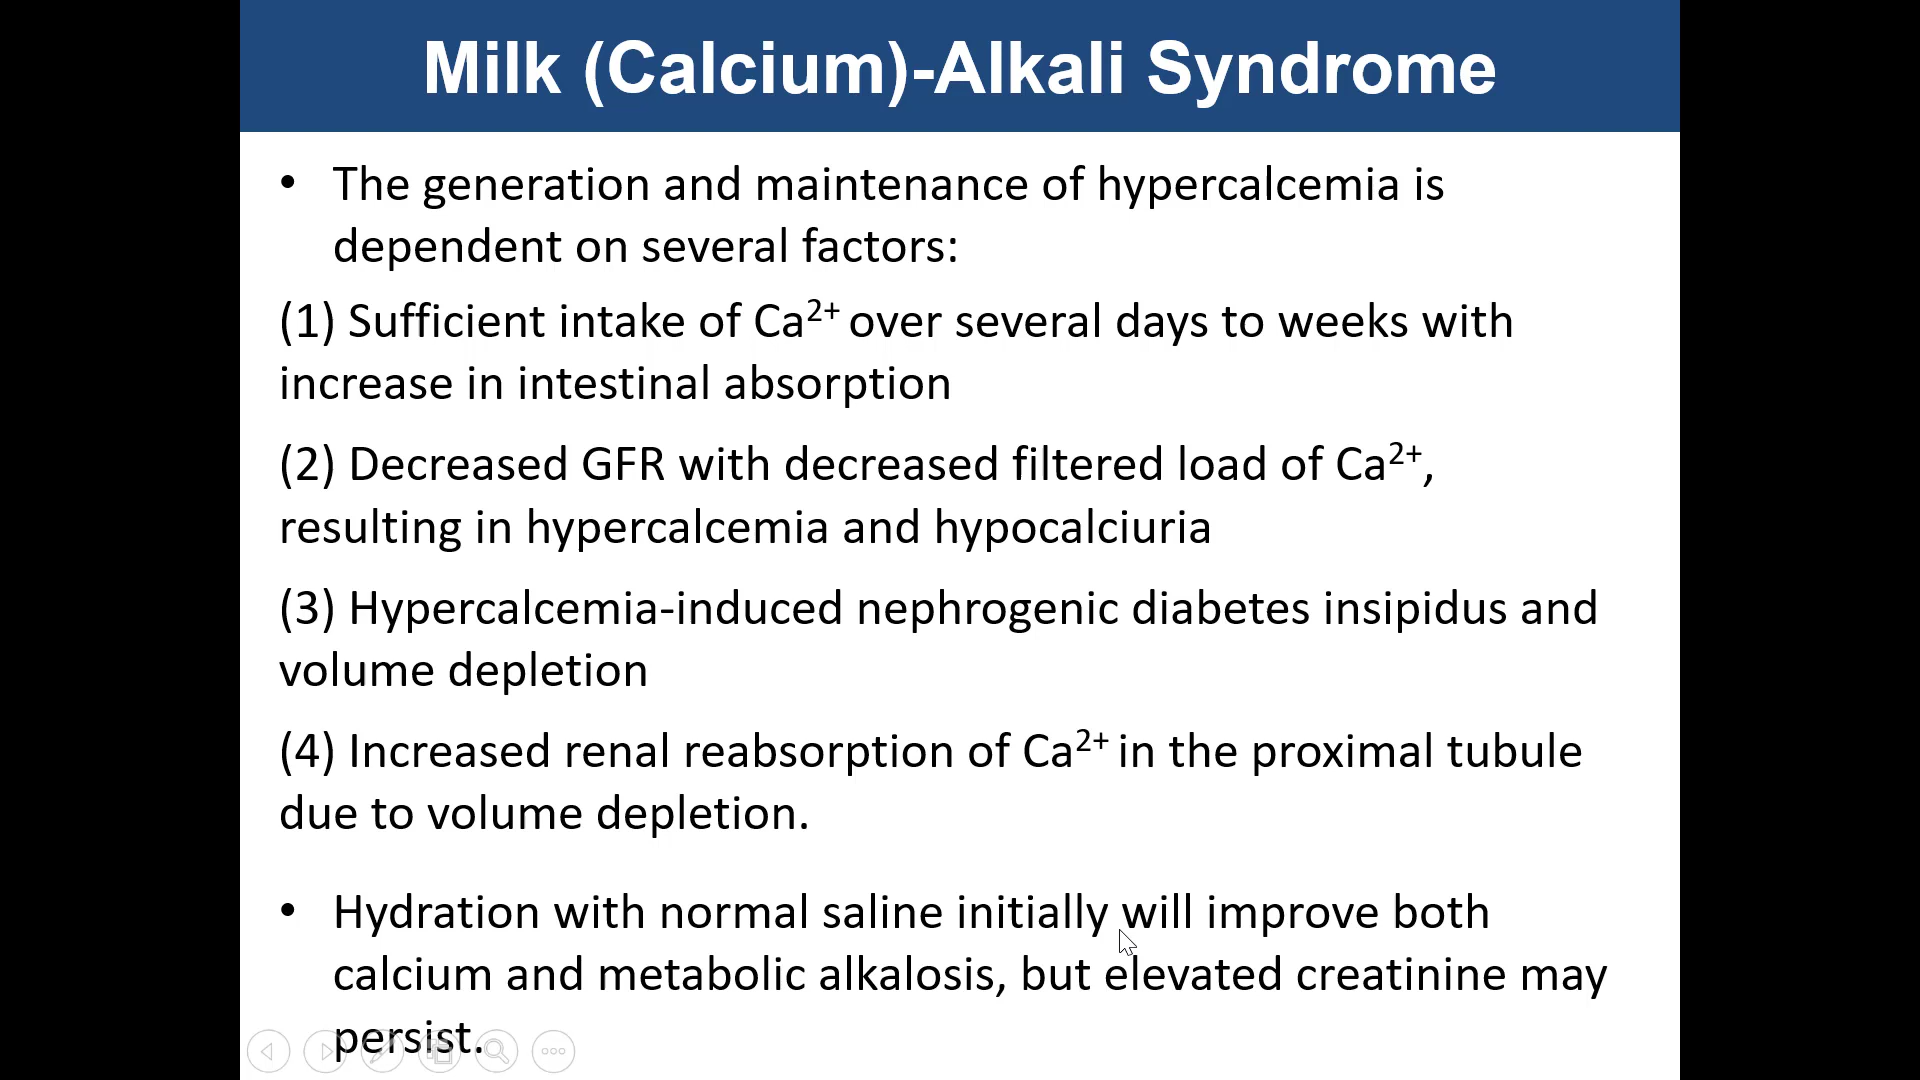 Milk (Calcium)-Alkali Syndrome
• The generation and maintenance of hypercalcemia is
dependent on several factors:
(1) Sufficient intake of Ca²⁺ over several days to weeks with
increase in intestinal absorption
(2) Decreased GFR with decreased filtered load of Ca²⁺,
resulting in hypercalcemia and hypocalciuria
(3) Hypercalcemia-induced nephrogenic diabetes insipidus and
volume depletion
(4) Increased renal reabsorption of Ca²⁺ in the proximal tubule
due to volume depletion.
• Hydration with normal saline initially will improve both
calcium and metabolic alkalosis, but elevated creatinine may
persist.